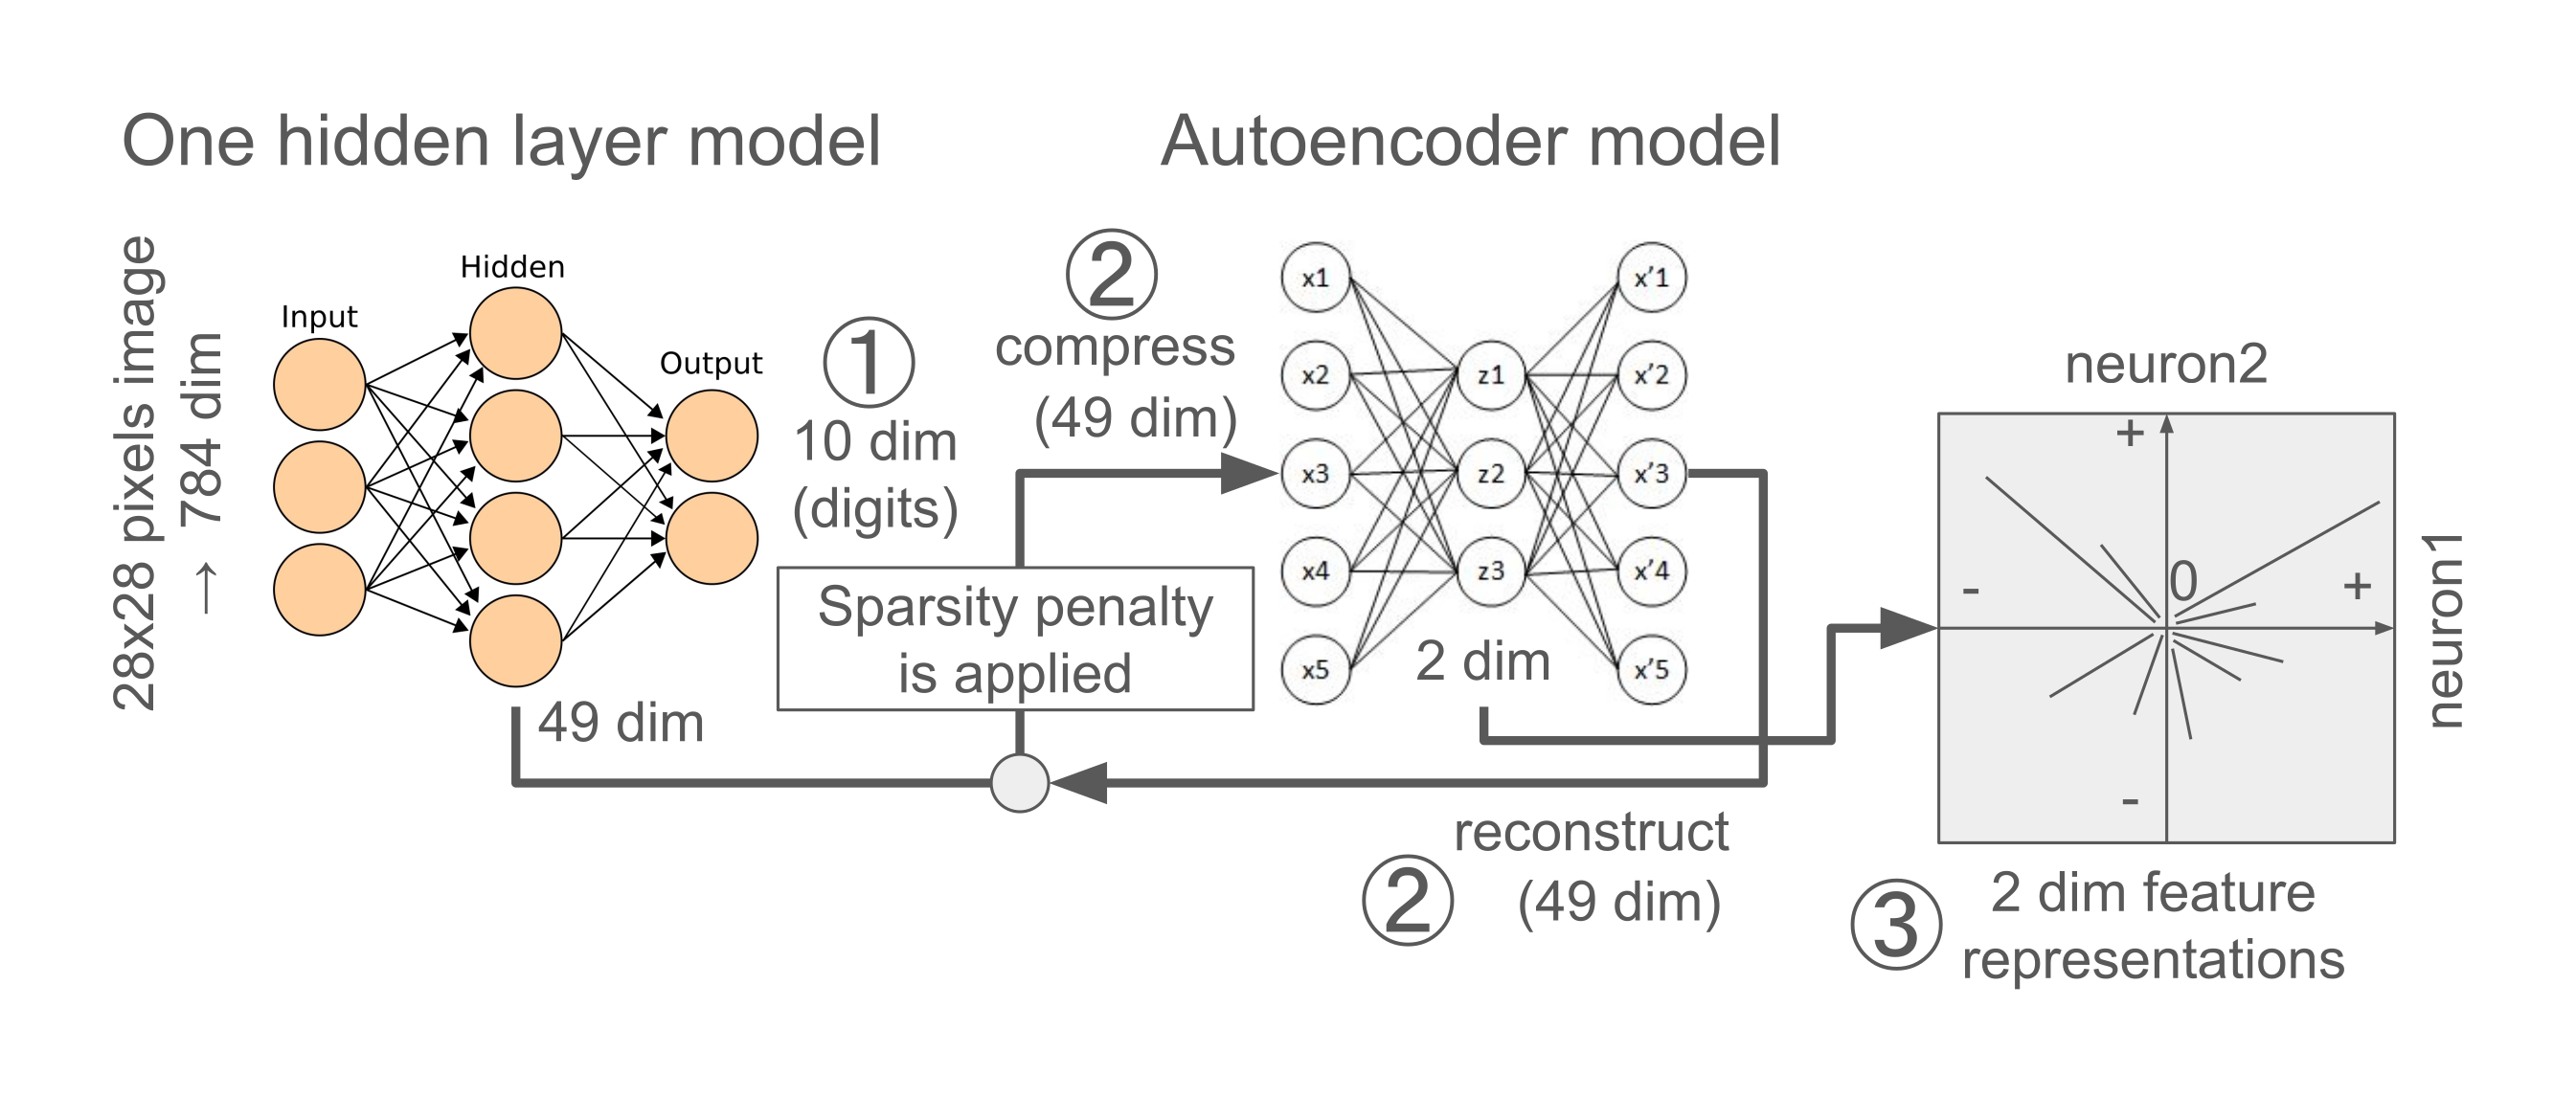 One hidden layer model
Autoencoder model
28x28 pixels image
→ 784 dim
Input
Hidden
Output
49 dim
①
10 dim
(digits)
②
compress
(49 dim)
Sparsity penalty
is applied
x1
x2
x3
x4
x5
z1
z2
z3
x’1
x’2
x’3
x’4
x’5
2 dim
reconstruct
② (49 dim)
neuron2
+
0
- +
-
neuron1
③ 2 dim feature
representations